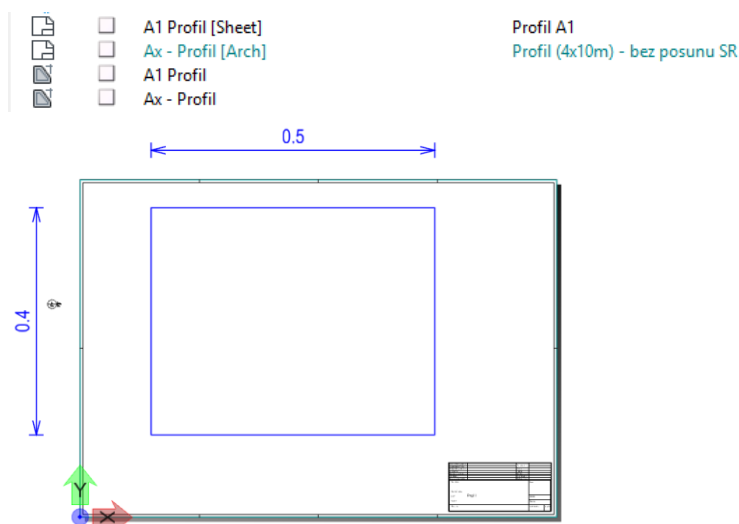 A1 Profil [Sheet] Profil A1
Ax - Profil [Arch] Profil (4x10m) - bez posunu SR
A1 Profil
Ax - Profil
0.5
0.4
Y
X